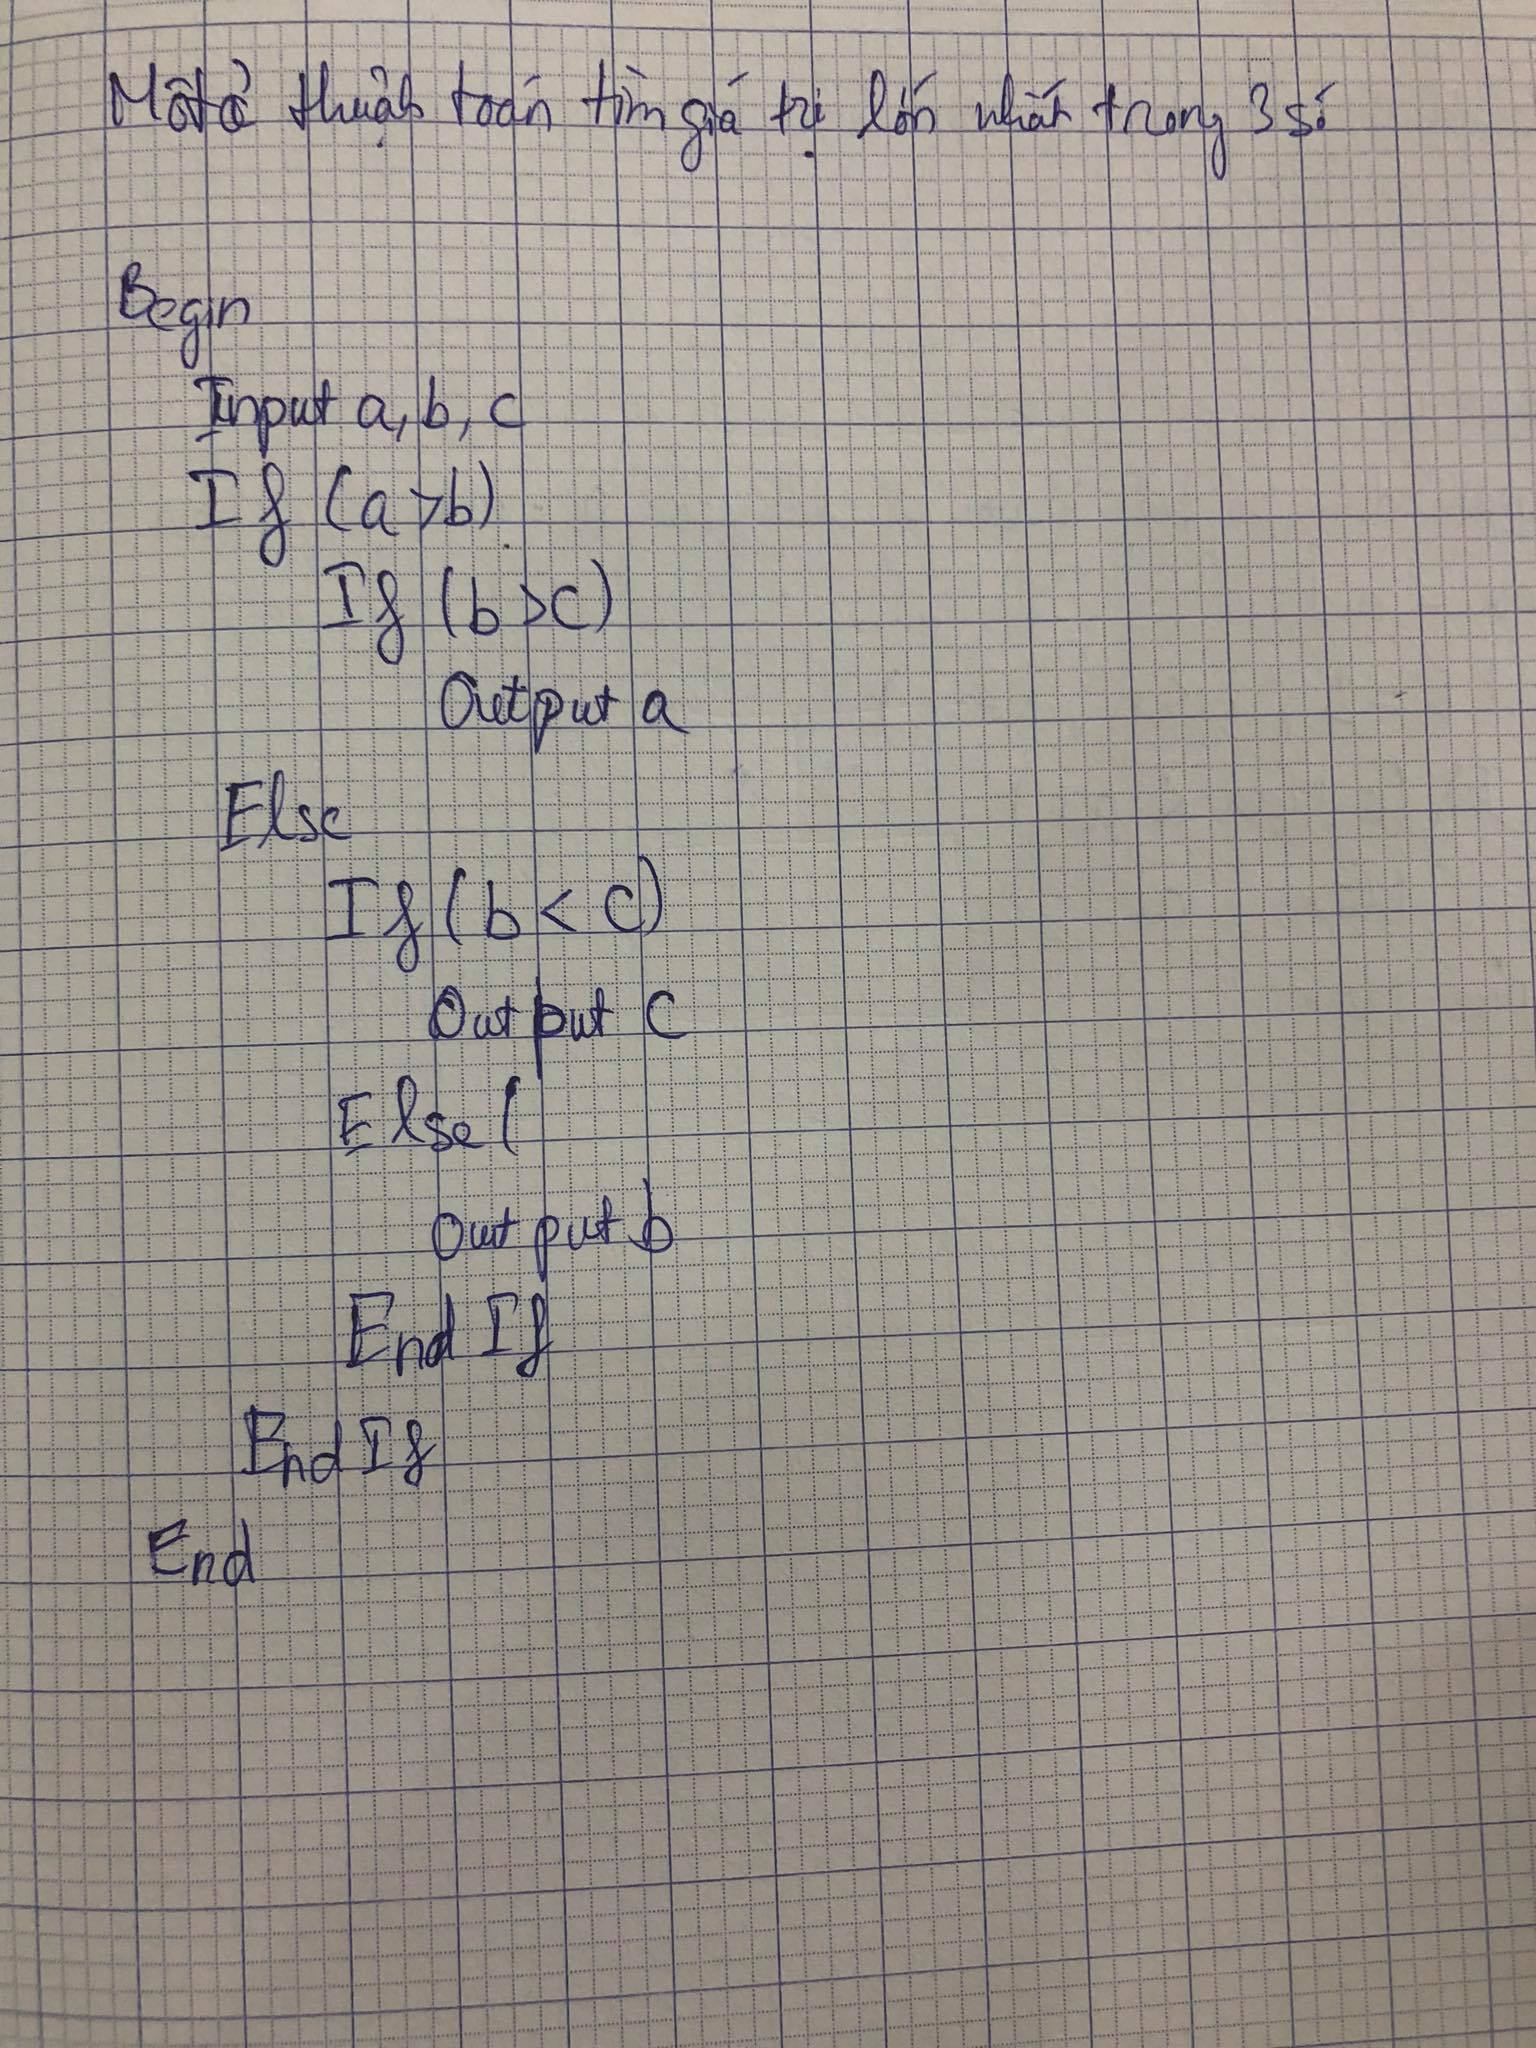 Mô tả thuật toán tìm giá trị lớn nhất trong 3 số
Begin
Input a, b, c
If (a > b)
If (b > c)
Output a
Else
If (b < c)
Output c
Else (
Output b
End If
End If
End